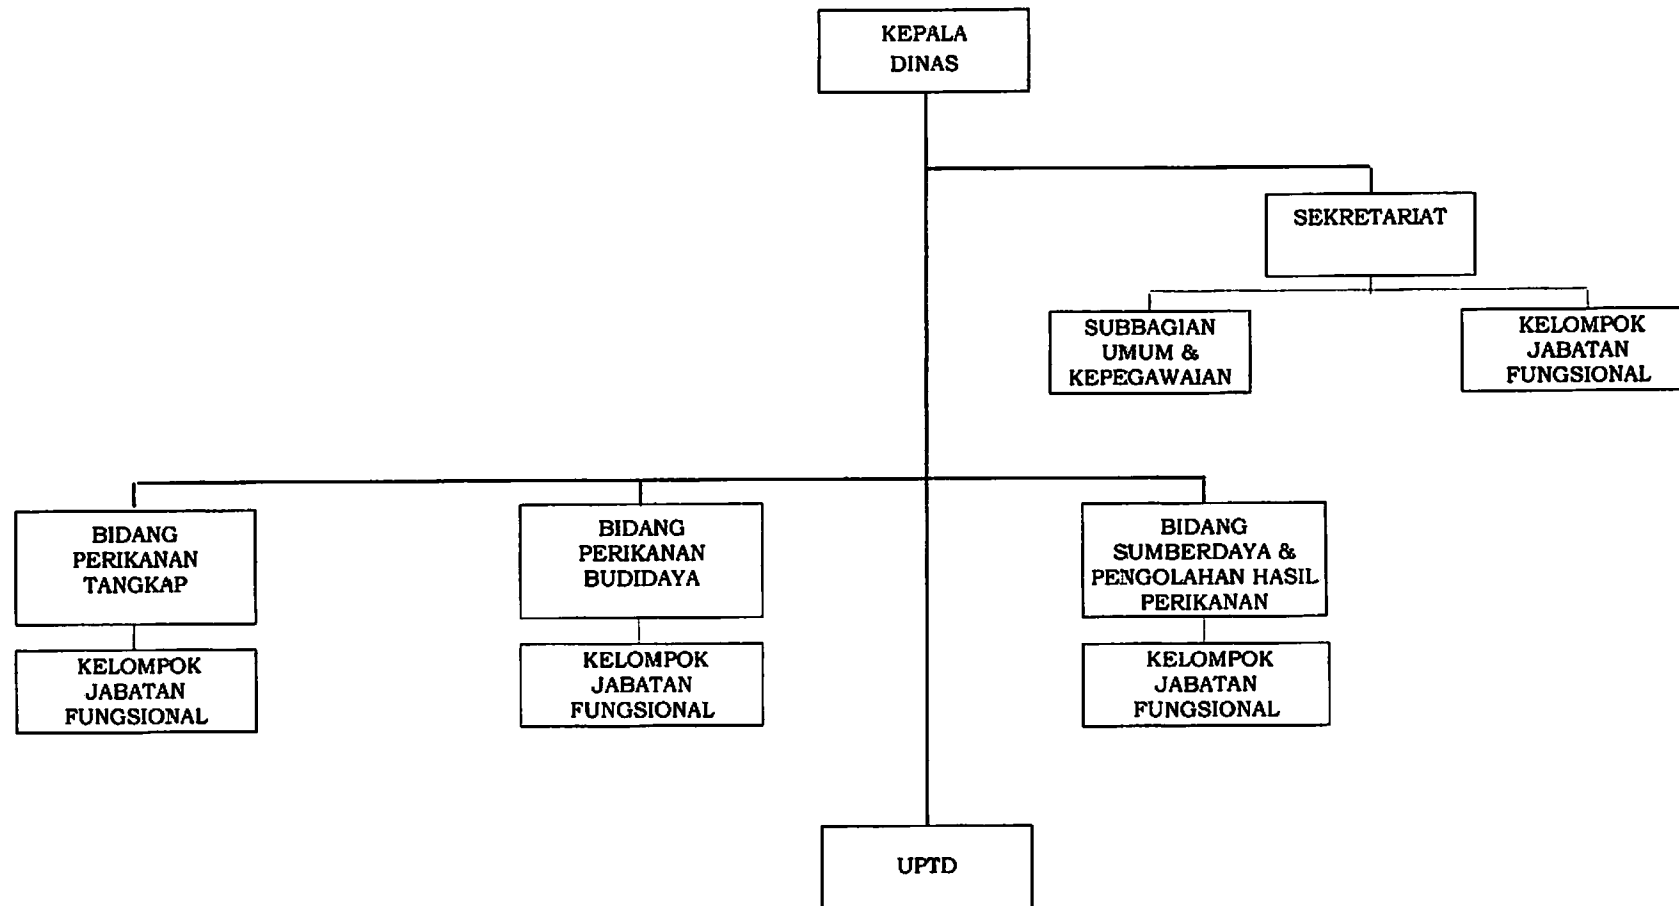 KEPALA
DINAS
SEKRETARIAT
SUBBAGIAN
UMUM &
KEPEGAWAIAN
KELOMPOK
JABATAN
FUNGSIONAL
BIDANG
PERIKANAN
TANGKAP
BIDANG
PERIKANAN
BUDIDAYA
BIDANG
SUMBERDAYA &
PENGOLAHAN HASIL
PERIKANAN
KELOMPOK
JABATAN
FUNGSIONAL
KELOMPOK
JABATAN
FUNGSIONAL
KELOMPOK
JABATAN
FUNGSIONAL
UPTD